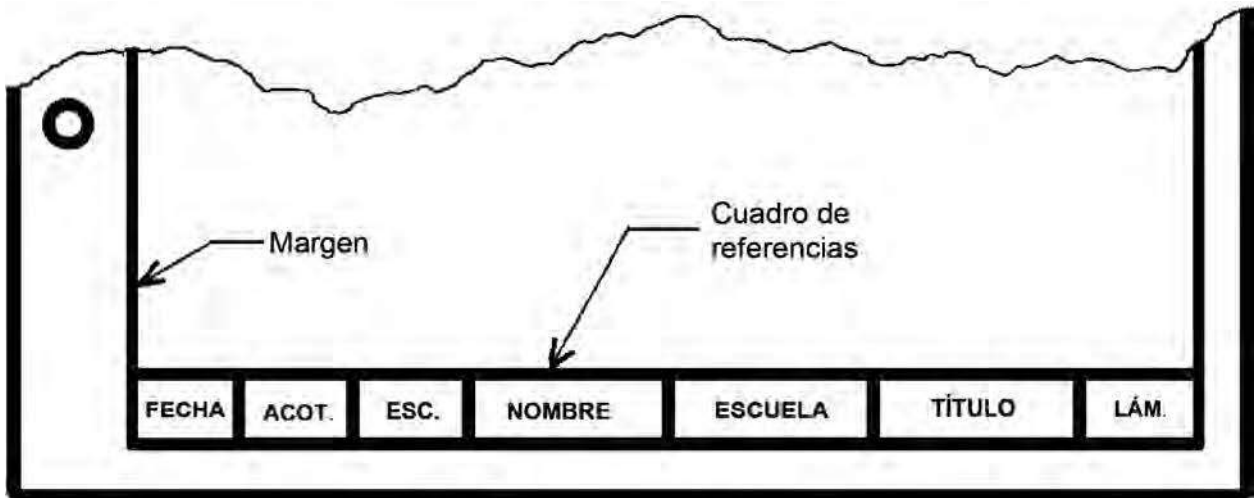 Margen
Cuadro de
referencias
FECHA ACOT. ESC. NOMBRE ESCUELA TÍTULO LÁM.